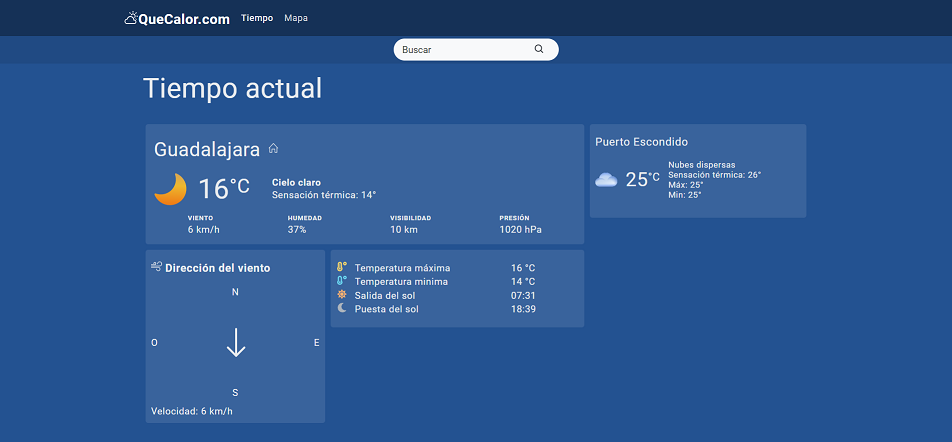 QueCalor.com Tiempo Mapa
Buscar
Tiempo actual
Guadalajara
16°C
Cielo claro
Sensación térmica: 14°
VIENTO HUMEDAD VISIBILIDAD PRESIÓN
6 km/h 37% 10 km 1020 hPa
Puerto Escondido
25°C
Nubes dispersas
Sensación térmica: 26°
Máx: 25°
Min: 25°
Dirección del viento
N
O E
S
Velocidad: 6 km/h
Temperatura máxima 16 °C
Temperatura minima 14 °C
Salida del sol 07:31
Puesta del sol 18:39